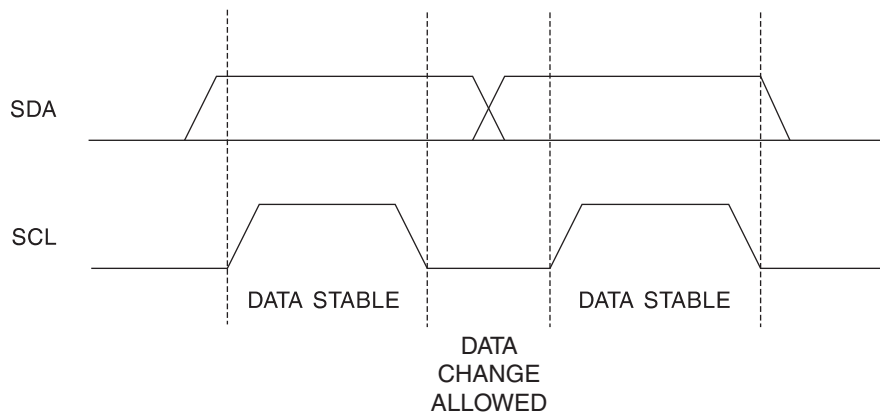 SDA
SCL
DATA STABLE
DATA STABLE
DATA
CHANGE
ALLOWED